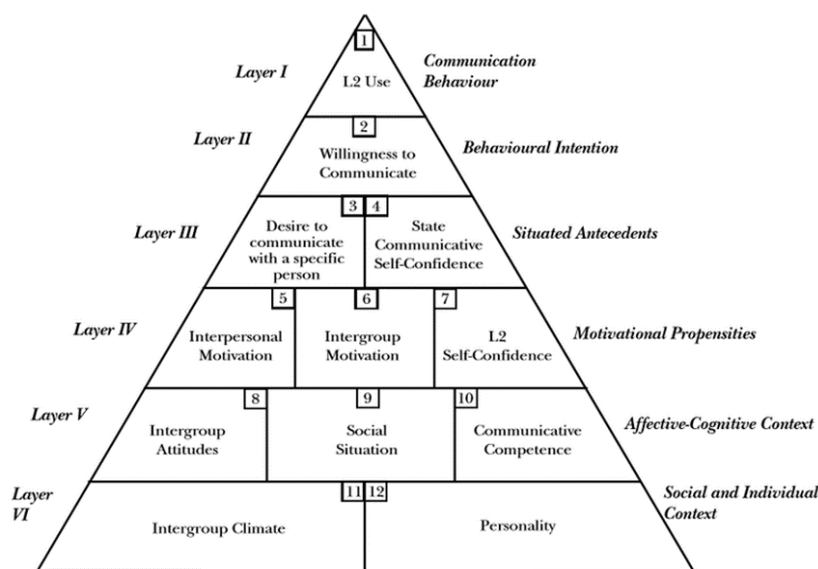 1
Layer I
L2 Use
Communication
Behaviour
2
Layer II
Willingness to
Communicate
Behavioural Intention
3 4
Layer III
Desire to
communicate
with a specific
person
State
Communicative
Self-Confidence
Situated Antecedents
5 6 7
Layer IV
Interpersonal
Motivation
Intergroup
Motivation
L2
Self-Confidence
Motivational Propensities
8 9 10
Layer V
Intergroup
Attitudes
Social
Situation
Communicative
Competence
Affective-Cognitive Context
11 12
Layer
VI
Intergroup Climate
Personality
Social and Individual
Context